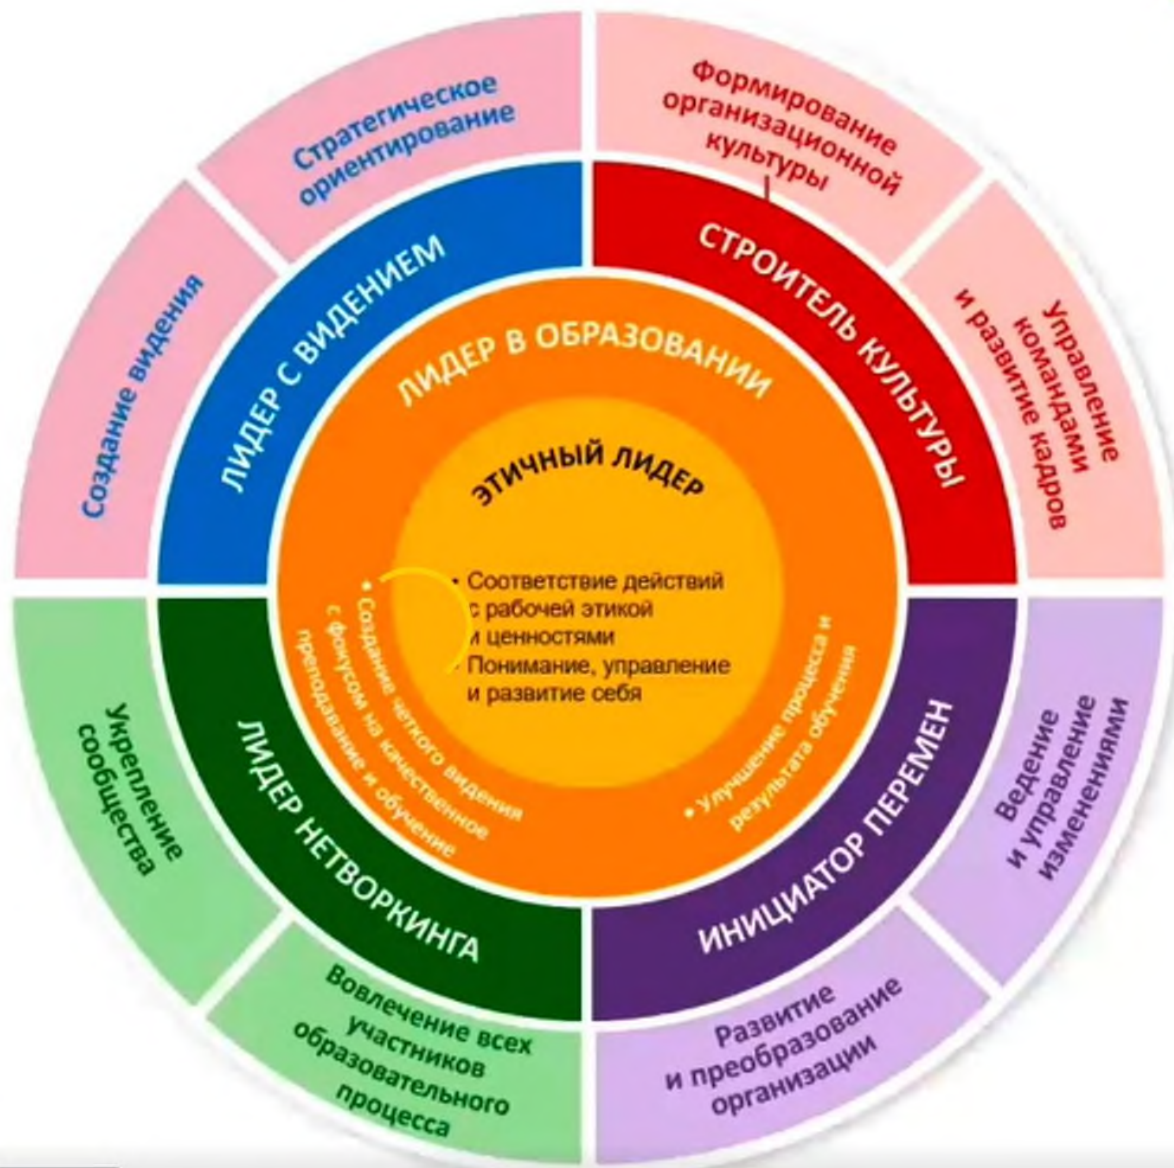 Стратегическое
ориентирование
Формирование
организационной
культуры
Создание видения
Управление
командами
и развитие кадров
ЛИДЕР С ВИДЕНИЕМ
СТРОИТЕЛЬ КУЛЬТУРЫ
ЛИДЕР В ОБРАЗОВАНИИ
ЭТИЧНЫЙ ЛИДЕР
• Соответствие действий
с рабочей этикой
и ценностями
• Понимание, управление
и развитие себя
• Создание четкого видения
с фокусом на качественное
преподавание и обучение
• Улучшение процесса и
результата обучения
ЛИДЕР НЕТВОРКИНГА
ИНИЦИАТОР ПЕРЕМЕН
Укрепление
сообщества
Ведение
и управление
изменениями
Вовлечение всех
участников
образовательного
процесса
Развитие
и преобразование
организации